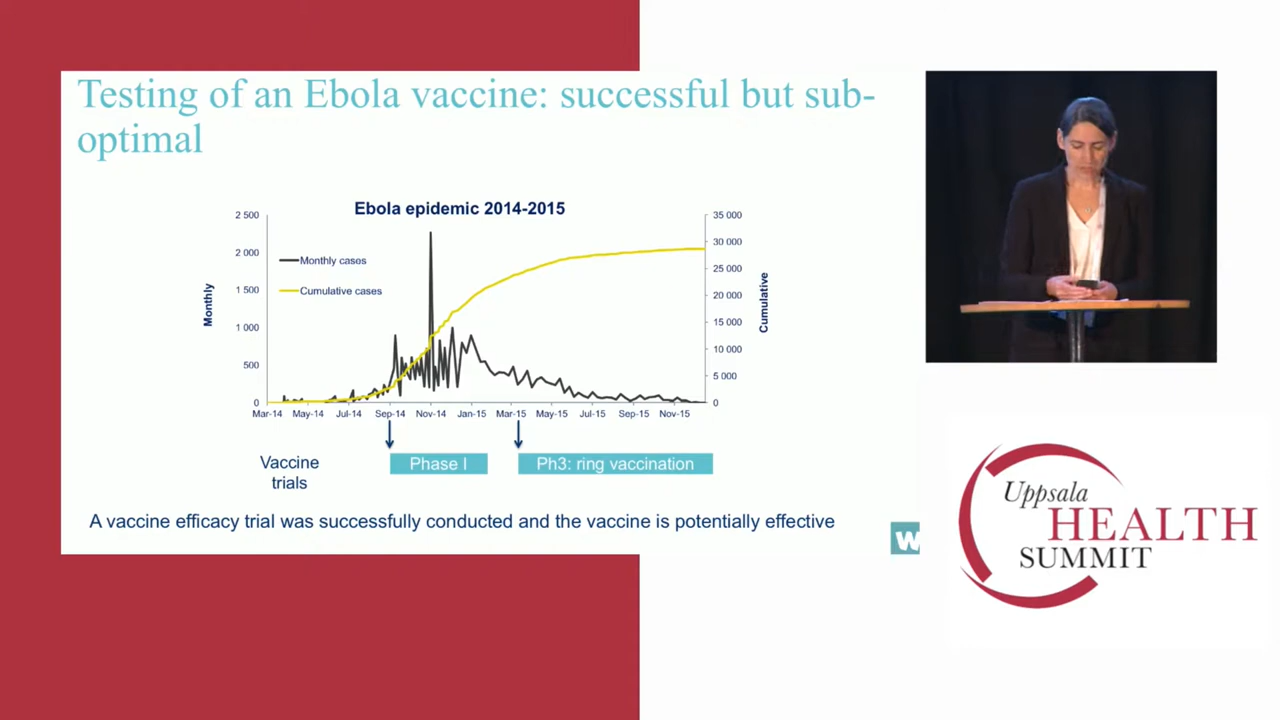 Testing of an Ebola vaccine: successful but sub-
optimal
Ebola epidemic 2014-2015
2 500
2 000
1 500
1 000
500
0
Monthly
Monthly cases
Cumulative cases
35 000
30 000
25 000
20 000
15 000
10 000
5 000
0
Cumulative
Mar-14 May-14 Jul-14 Sep-14 Nov-14 Jan-15 Mar-15 May-15 Jul-15 Sep-15 Nov-15
Vaccine
trials
Phase I
Ph3: ring vaccination
A vaccine efficacy trial was successfully conducted and the vaccine is potentially effective
W
Uppsala
HEALTH
SUMMIT